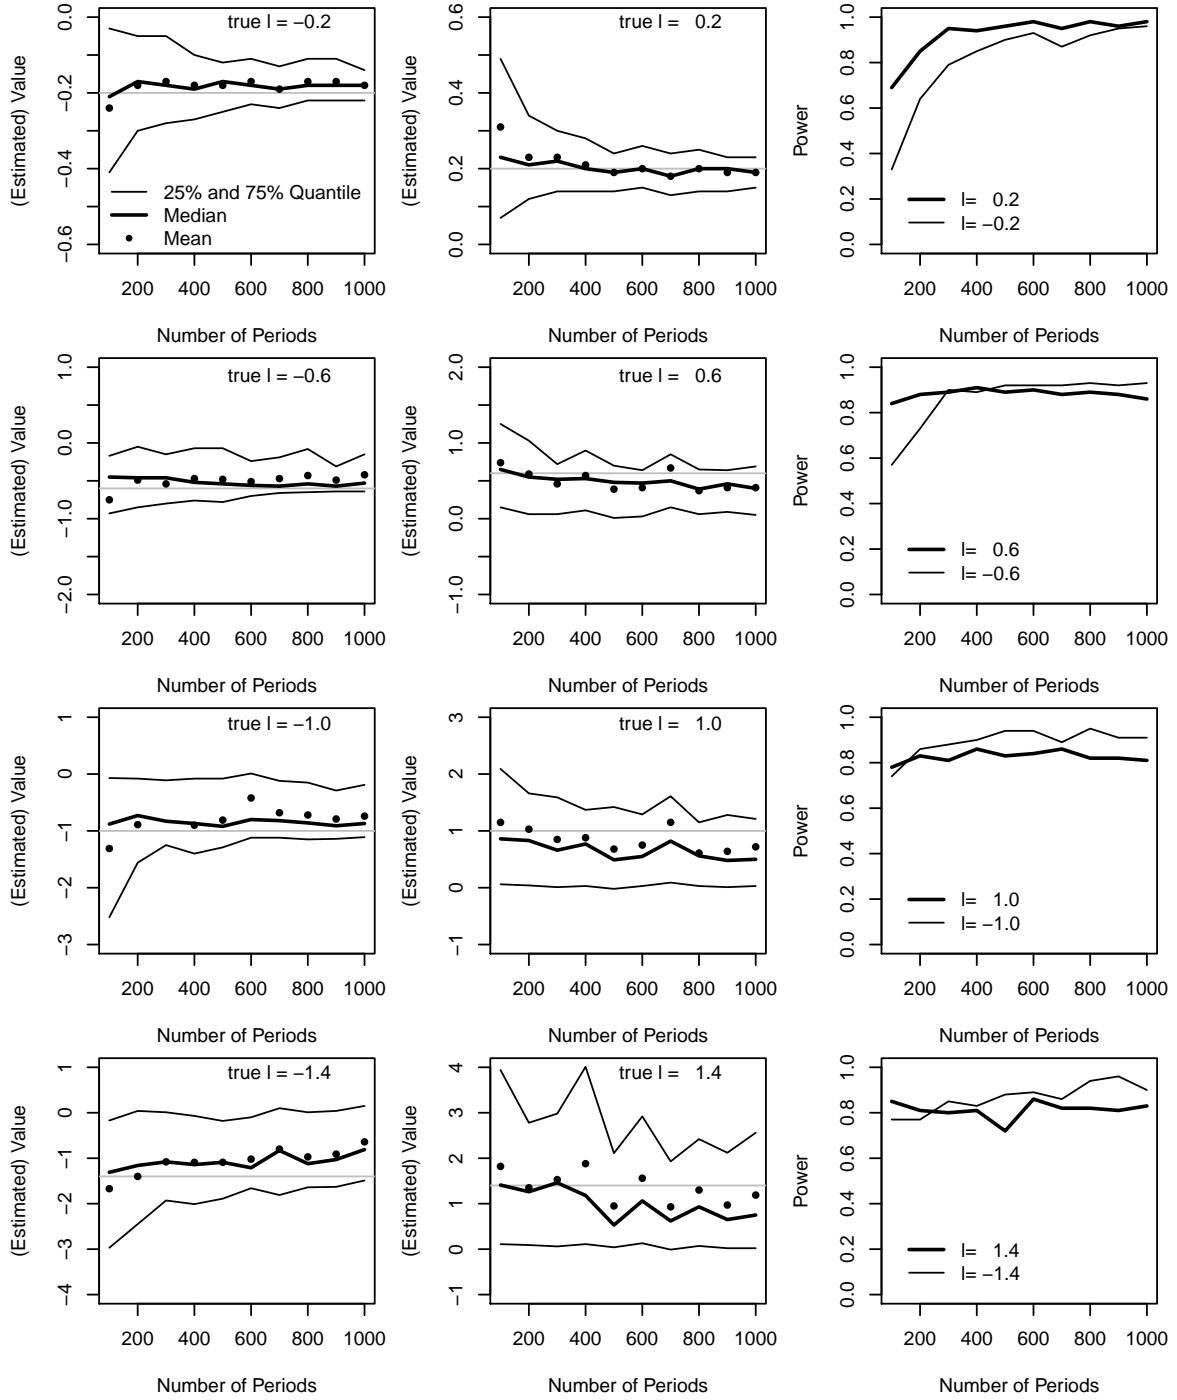 true l = −0.2
(Estimated) Value
0.0
−0.2
−0.4
−0.6
25% and 75% Quantile
Median
Mean
200 400 600 800 1000
Number of Periods
true l = 0.2
(Estimated) Value
0.6
0.4
0.2
0.0
200 400 600 800 1000
Number of Periods
Power
1.0
0.8
0.6
0.4
0.2
0.0
l= 0.2
l= −0.2
200 400 600 800 1000
Number of Periods
true l = −0.6
(Estimated) Value
1.0
0.0
−1.0
−2.0
200 400 600 800 1000
Number of Periods
true l = 0.6
(Estimated) Value
2.0
1.0
0.0
−1.0
200 400 600 800 1000
Number of Periods
Power
1.0
0.8
0.6
0.4
0.2
0.0
l= 0.6
l= −0.6
200 400 600 800 1000
Number of Periods
true l = −1.0
(Estimated) Value
1
0
−1
−2
−3
200 400 600 800 1000
Number of Periods
true l = 1.0
(Estimated) Value
3
2
1
0
−1
200 400 600 800 1000
Number of Periods
Power
1.0
0.8
0.6
0.4
0.2
0.0
l= 1.0
l= −1.0
200 400 600 800 1000
Number of Periods
true l = −1.4
(Estimated) Value
1
0
−1
−2
−3
−4
200 400 600 800 1000
Number of Periods
true l = 1.4
(Estimated) Value
4
3
2
1
0
−1
200 400 600 800 1000
Number of Periods
Power
1.0
0.8
0.6
0.4
0.2
0.0
l= 1.4
l= −1.4
200 400 600 800 1000
Number of Periods